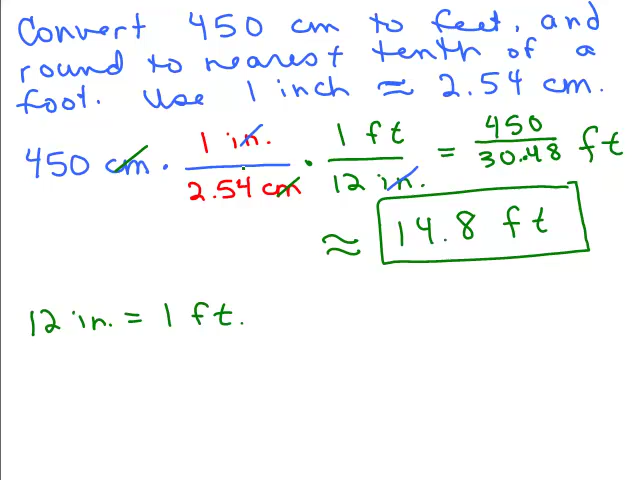 Convert 450 cm to feet, and
round to nearest tenth of a
foot. Use 1 inch ≈ 2.54 cm.
450 cm · 1 in. / 2.54 cm · 1 ft / 12 in. = 450 / 30.48 ft
≈ 14.8 ft
12 in. = 1 ft.